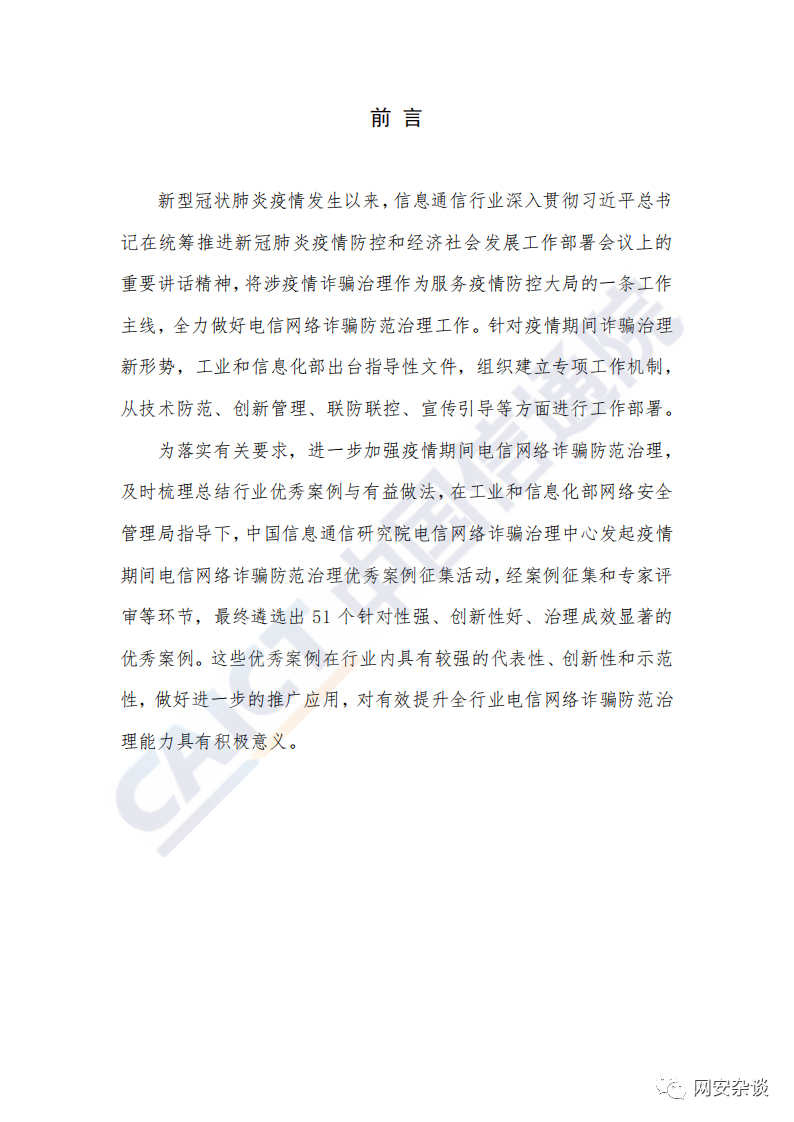 前 言
新型冠状肺炎疫情发生以来，信息通信行业深入贯彻习近平总书
记在统筹推进新冠肺炎疫情防控和经济社会发展工作部署会议上的
重要讲话精神，将涉疫情诈骗治理作为服务疫情防控大局的一条工作
主线，全力做好电信网络诈骗防范治理工作。针对疫情期间诈骗治理
新形势，工业和信息化部出台指导性文件，组织建立专项工作机制，
从技术防范、创新管理、联防联控、宣传引导等方面进行工作部署。
为落实有关要求，进一步加强疫情期间电信网络诈骗防范治理，
及时梳理总结行业优秀案例与有益做法，在工业和信息化部网络安全
管理局指导下，中国信息通信研究院电信网络诈骗治理中心发起疫情
期间电信网络诈骗防范治理优秀案例征集活动，经案例征集和专家评
审等环节，最终遴选出 51 个针对性强、创新性好、治理成效显著的
优秀案例。这些优秀案例在行业内具有较强的代表性、创新性和示范
性，做好进一步的推广应用，对有效提升全行业电信网络诈骗防范治
理能力具有积极意义。
CAICT 中国信通院
网安杂谈